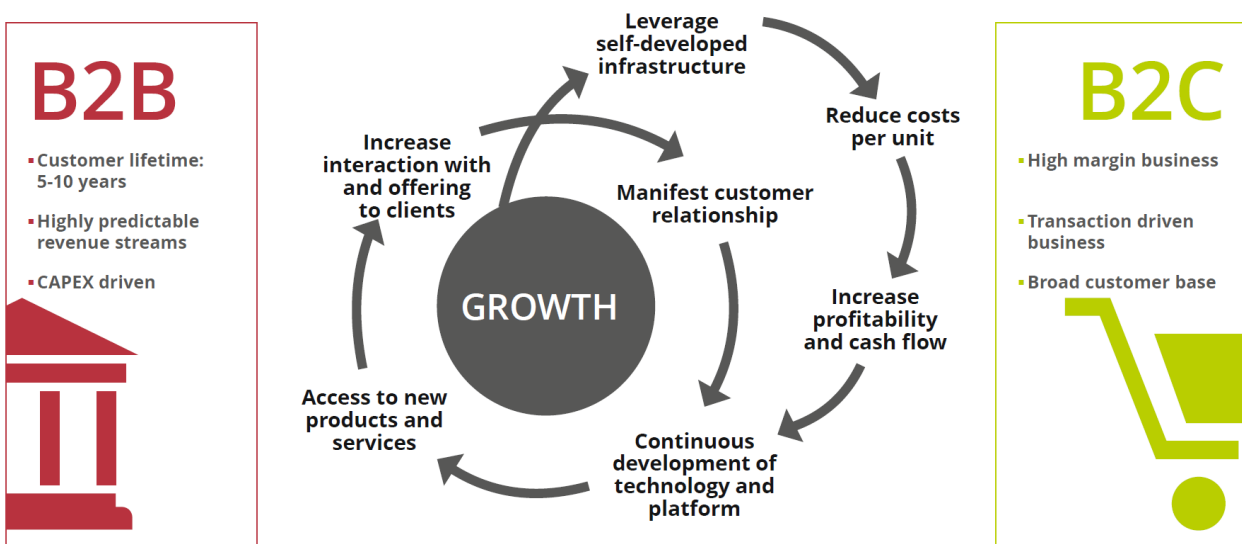 B2B
▪Customer lifetime:
5-10 years
▪Highly predictable
revenue streams
▪CAPEX driven
Leverage
self-developed
infrastructure
Reduce costs
per unit
Increase
profitability
and cash flow
Increase
interaction with
and offering
to clients
Manifest customer
relationship
GROWTH
Access to new
products and
services
Continuous
development of
technology and
platform
B2C
▪High margin business
▪Transaction driven
business
▪Broad customer base